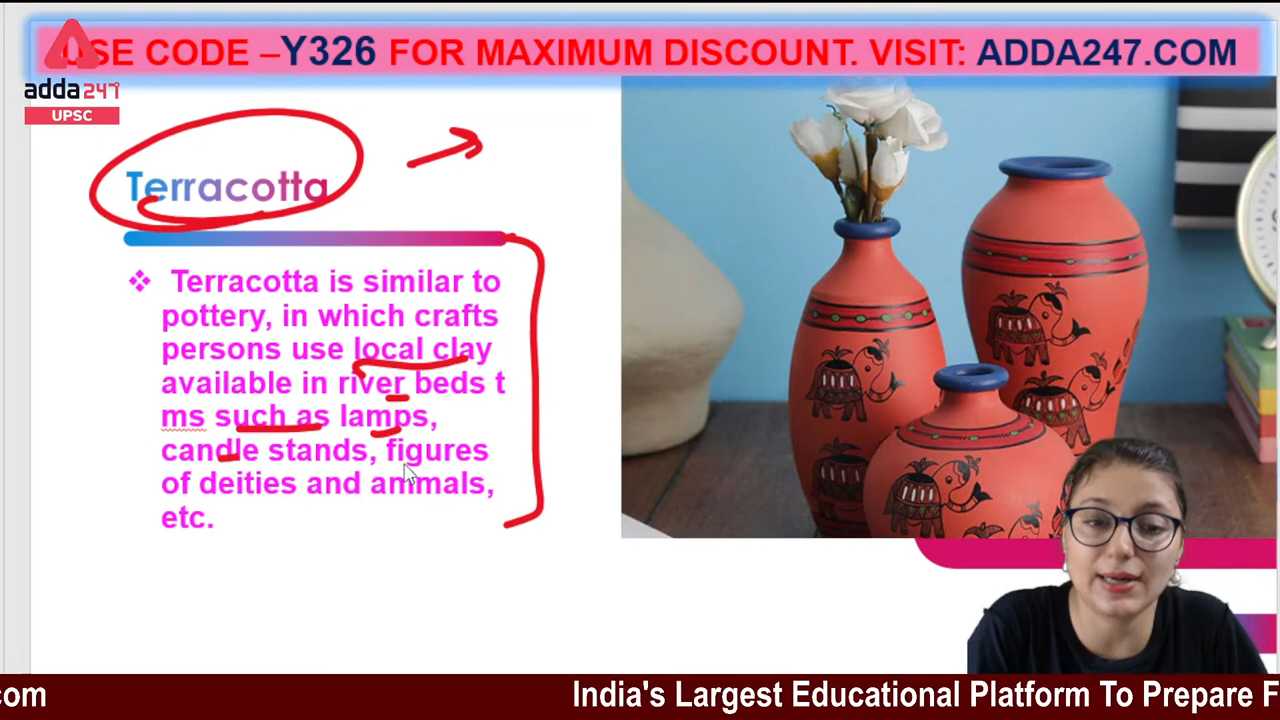 USE CODE –Y326 FOR MAXIMUM DISCOUNT. VISIT: ADDA247.COM
adda247
UPSC
Terracotta
❖ Terracotta is similar to
pottery, in which crafts
persons use local clay
available in river beds t
ms such as lamps,
candle stands, figures
of deities and animals,
etc.
com
India's Largest Educational Platform To Prepare F